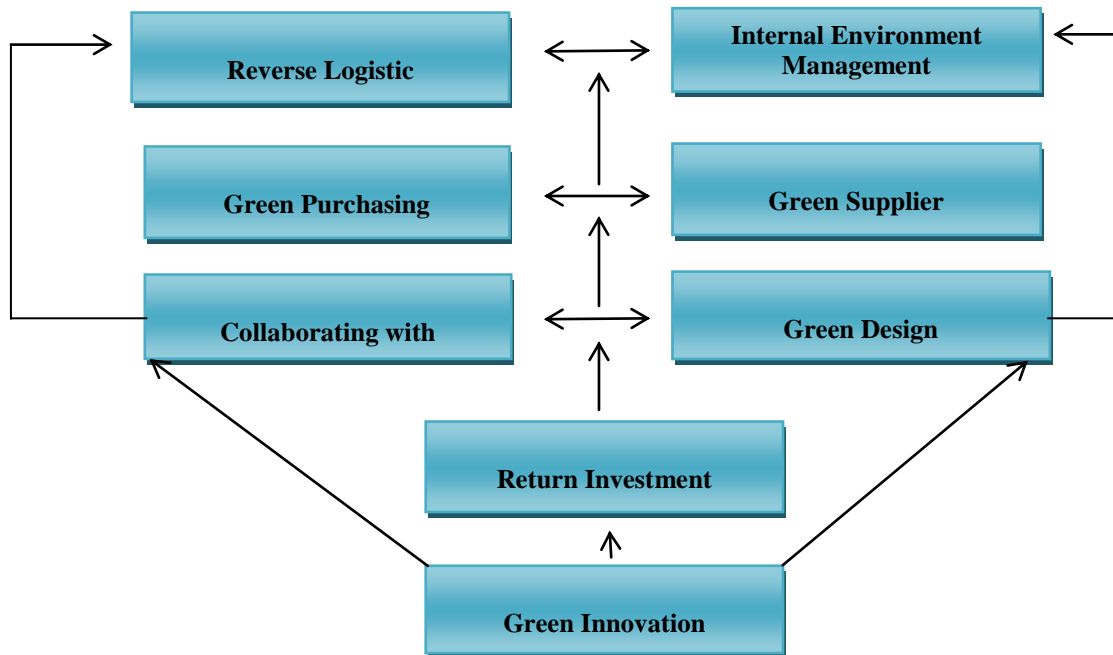 Reverse Logistic
Internal Environment
Management
Green Purchasing
Green Supplier
Collaborating with
Green Design
Return Investment
Green Innovation